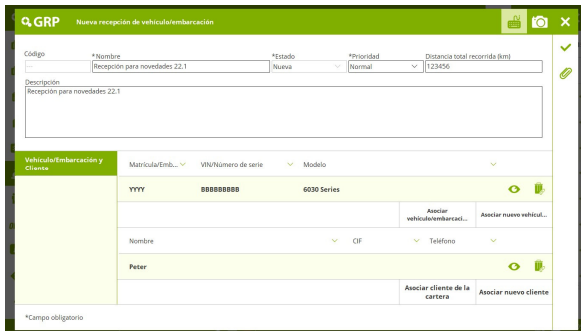 GRP Nueva recepción de vehículo/embarcación
Código *Nombre *Estado *Prioridad Distancia total recorrida (km)
--- Recepción para novedades 22.1 Nueva Normal 123456
Descripción
Recepción para novedades 22.1
Vehículo/Embarcación y
Cliente
Matrícula/Emb... VIN/Número de serie Modelo
YYYY BBBBBBBBB 6030 Series
Asociar
vehículo/embarcaci...
Asociar nuevo vehícul...
Nombre CIF Teléfono
Peter
Asociar cliente de la
cartera
Asociar nuevo cliente
*Campo obligatorio